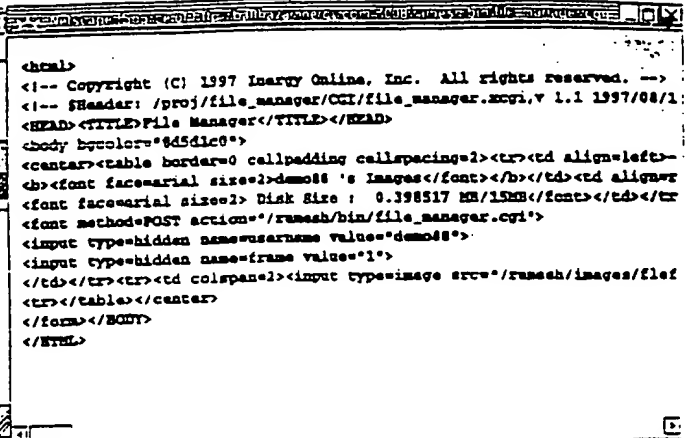 <html>
<!-- Copyright (C) 1997 Inergy Online, Inc. All rights reserved. -->
<!-- $Header: /proj/file_manager/CGI/file_manager.xcgi,v 1.1 1997/08/1
<HEAD><TITLE>File Manager</TITLE></HEAD>
<body bgcolor="#d5d1c0">
<center><table border=0 cellpadding cellspacing=2><tr><td align=left>
<b><font face=arial size=2>demo88 's Images</font></b></td><td align=r
<font face=arial size=2> Disk Size : 0.398517 MB/15MB</font></td></tr
<font method=POST action="/ramesh/bin/file_manager.cgi">
<input type=hidden name=username value="demo88">
<input type=hidden name=frame value="1">
</td></tr><tr><td colspan=2><input type=image src="/ramesh/images/flef
<tr></table></center>
</form></BODY>
</HTML>